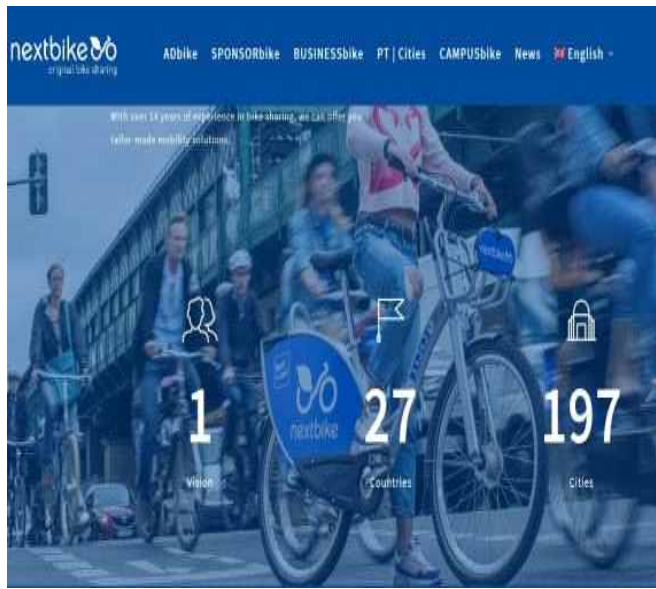 nextbike
original bike sharing
ADbike SPONSORbike BUSINESSbike PT | Cities CAMPUSbike News English
With over 14 years of experience in bike sharing, we can offer you
tailor-made mobility solutions.
nextbike
1
Vision
nextbike
27
Countries
197
Cities